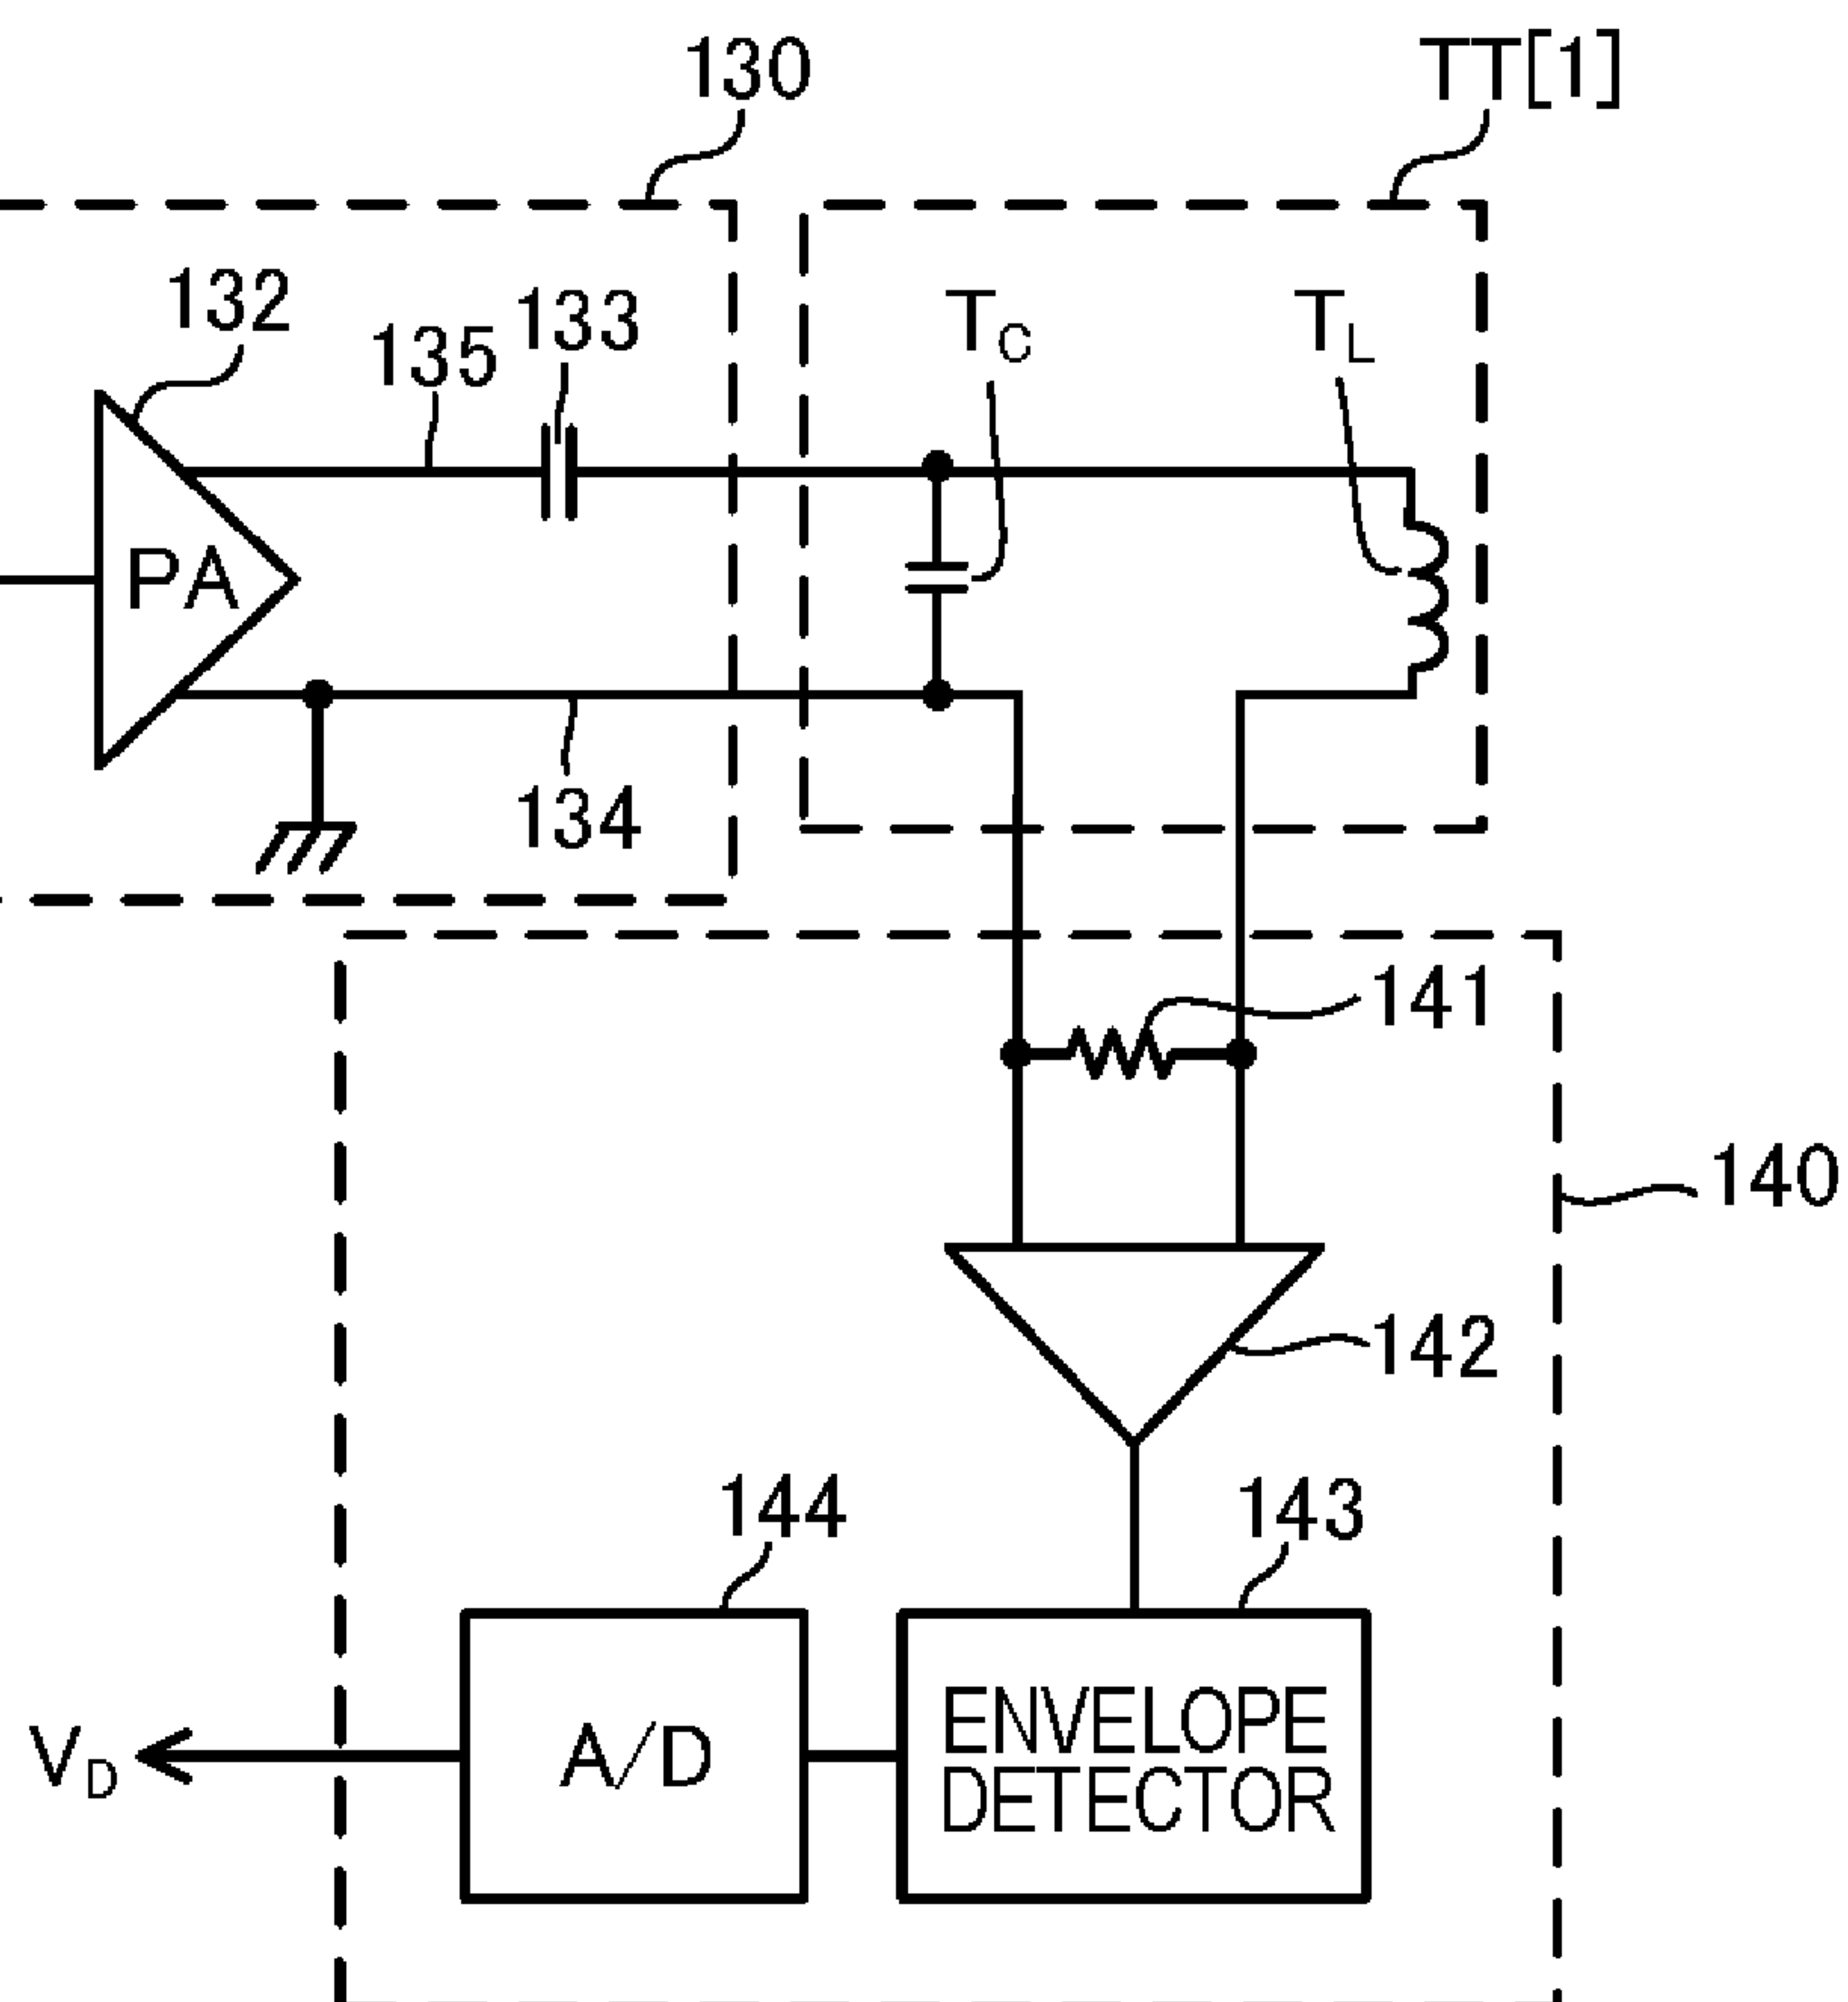 130
TT[1]
132
135
133
TC
TL
PA
134
141
140
142
144
143
A/D
ENVELOPE
DETECTOR
VD